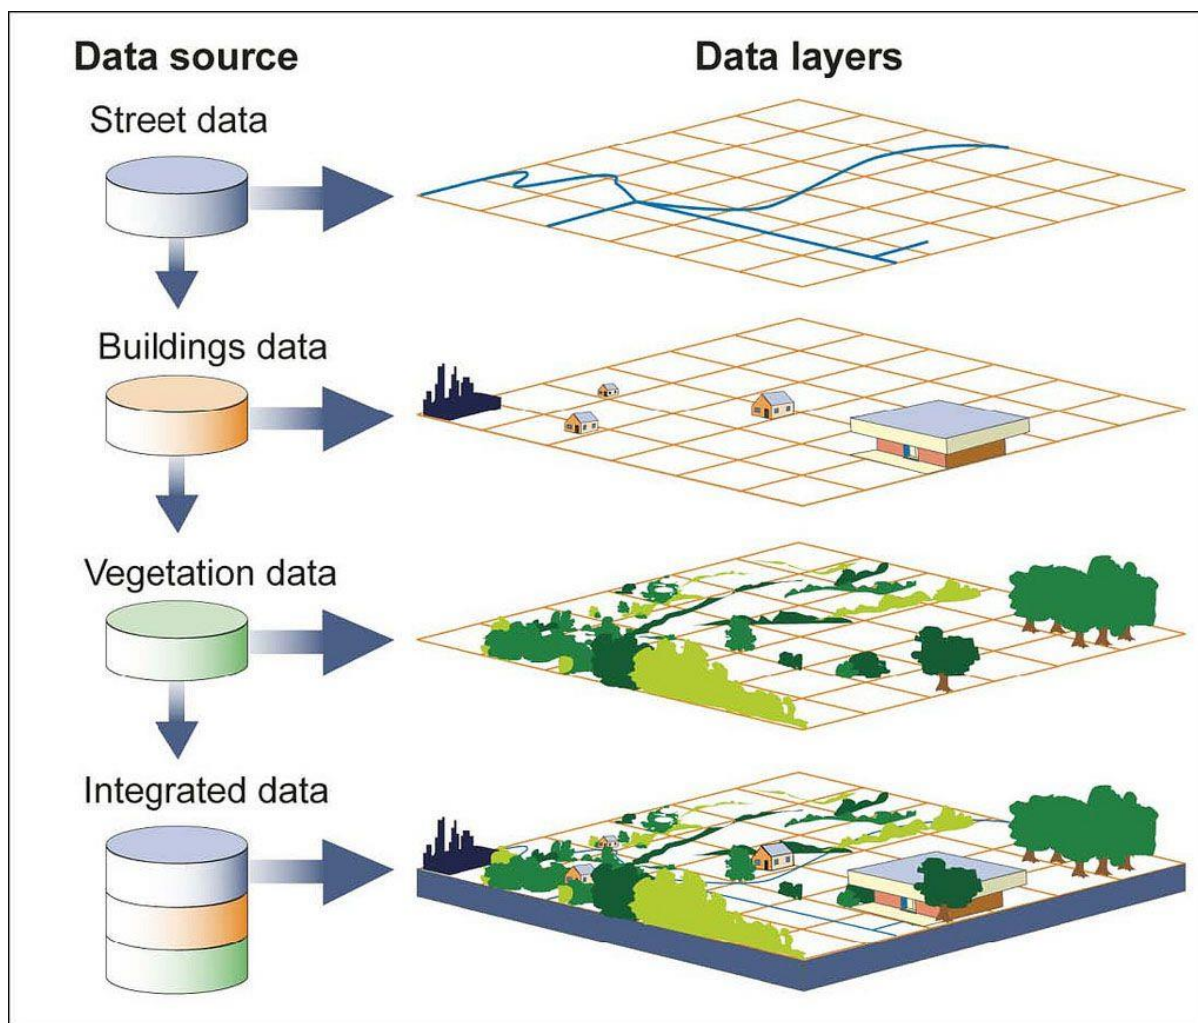 Data source
Data layers
Street data
Buildings data
Vegetation data
Integrated data